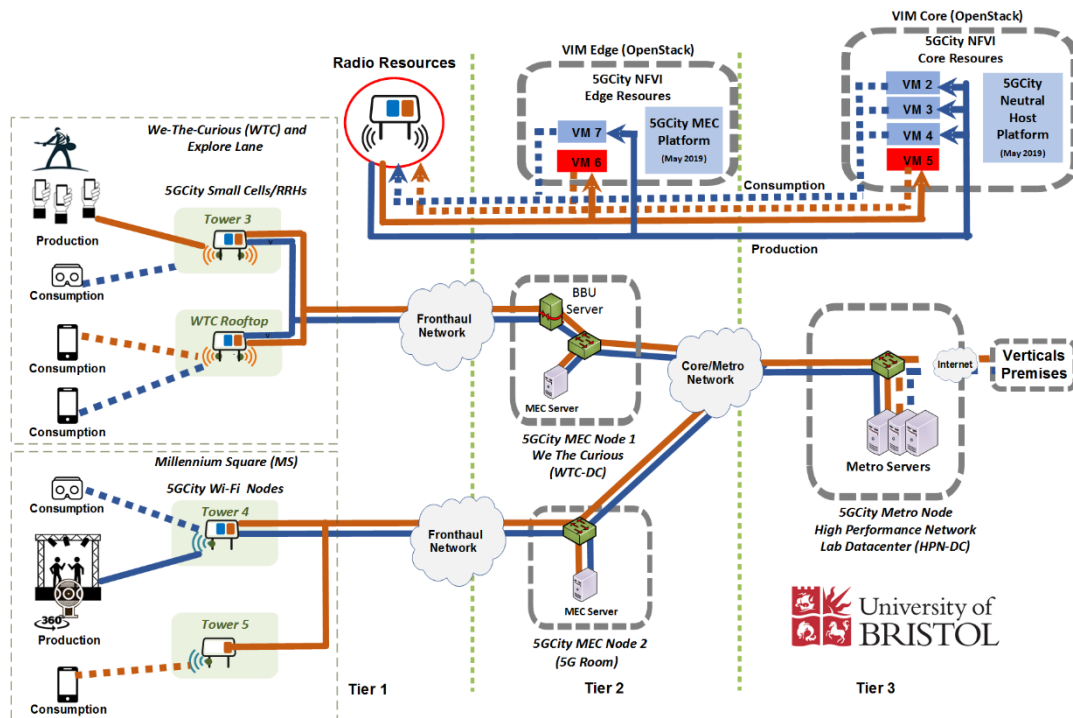 VIM Edge (OpenStack)
VIM Core (OpenStack)
Radio Resources
5GCity NFVI
Edge Resoures
VM 7
VM 6
5GCity MEC
Platform
(May 2019)
5GCity NFVI
Core Resoures
VM 2
VM 3
VM 4
VM 5
5GCity
Neutral
Host
Platform
(May 2019)
Consumption
Production
We-The-Curious (WTC) and
Explore Lane
5GCity Small Cells/RRHs
Tower 3
Production
Consumption
WTC Rooftop
Consumption
Consumption
Fronthaul
Network
BBU
Server
MEC Server
5GCity MEC Node 1
We The Curious
(WTC-DC)
Core/Metro
Network
Internet
Verticals
Premises
Metro Servers
5GCity Metro Node
High Performance Network
Lab Datacenter (HPN-DC)
Millennium Square (MS)
5GCity Wi-Fi Nodes
Consumption
Tower 4
360°
Production
Tower 5
Consumption
Fronthaul
Network
MEC Server
5GCity MEC Node 2
(5G Room)
University of
BRISTOL
Tier 1
Tier 2
Tier 3